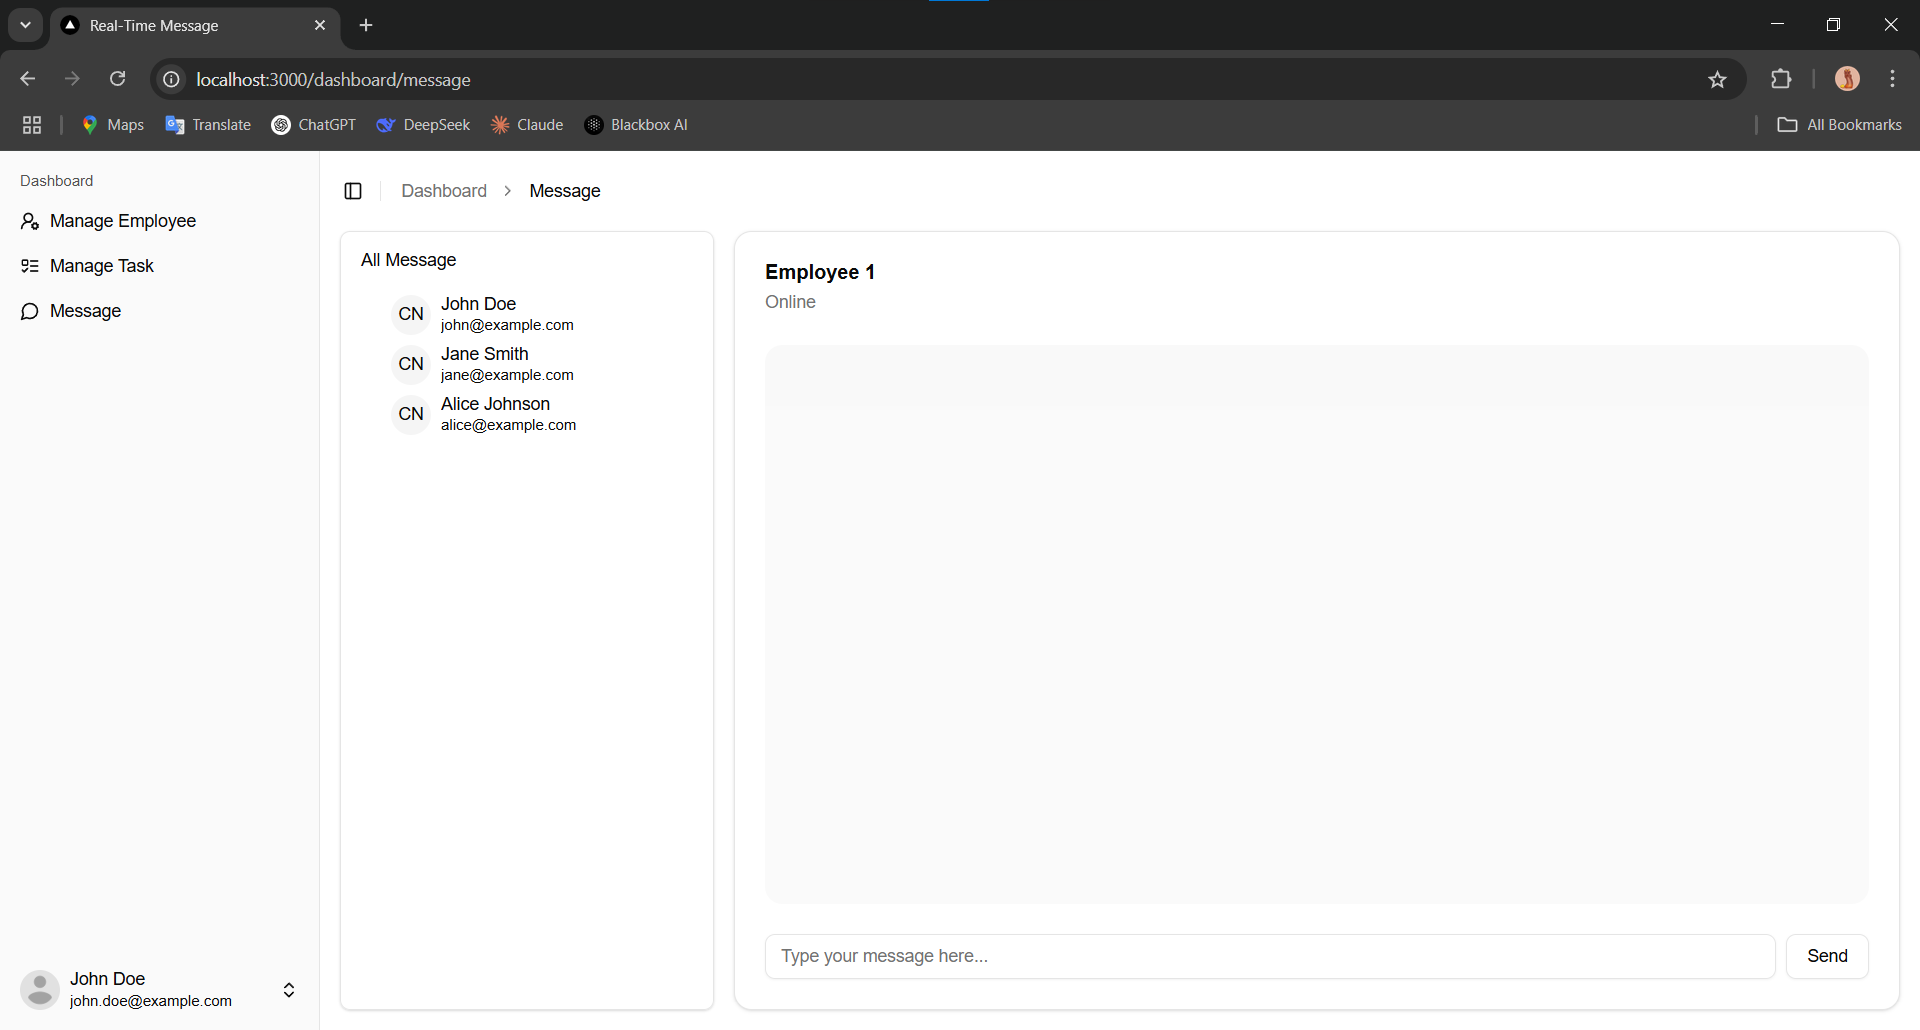 Real-Time Message
localhost:3000/dashboard/message
Maps Translate ChatGPT DeepSeek Claude Blackbox AI All Bookmarks
Dashboard
Manage Employee
Manage Task
Message
John Doe
john.doe@example.com
Dashboard > Message
All Message
CN John Doe
john@example.com
CN Jane Smith
jane@example.com
CN Alice Johnson
alice@example.com
Employee 1
Online
Type your message here...
Send